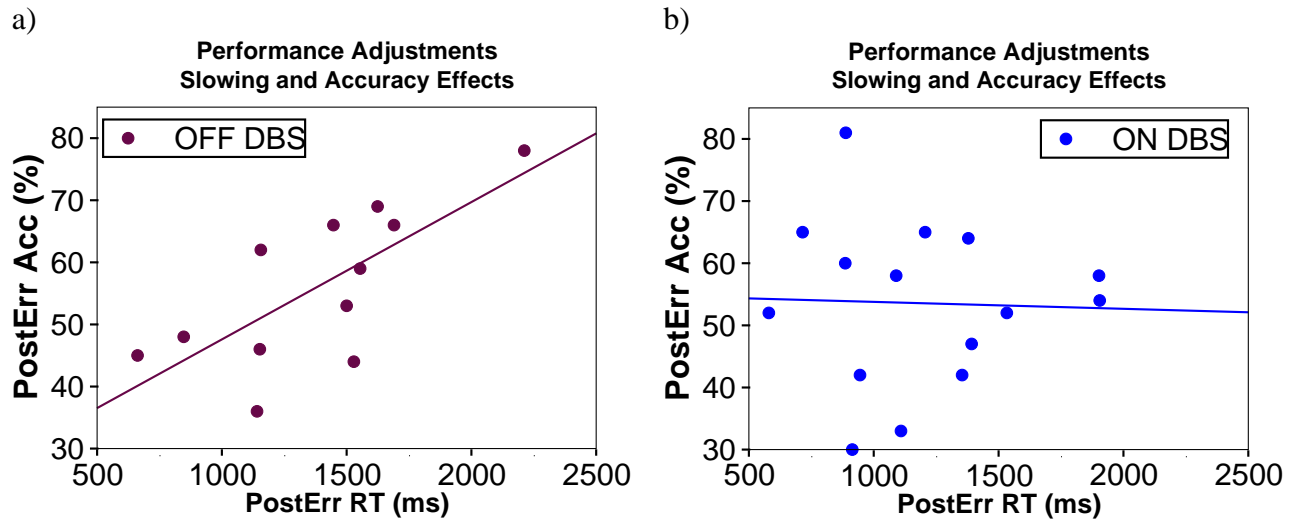 a)
Performance Adjustments
Slowing and Accuracy Effects
OFF DBS
PostErr Acc (%)
80
70
60
50
40
30
500 1000 1500 2000 2500
PostErr RT (ms)
b)
Performance Adjustments
Slowing and Accuracy Effects
ON DBS
PostErr Acc (%)
80
70
60
50
40
30
500 1000 1500 2000 2500
PostErr RT (ms)